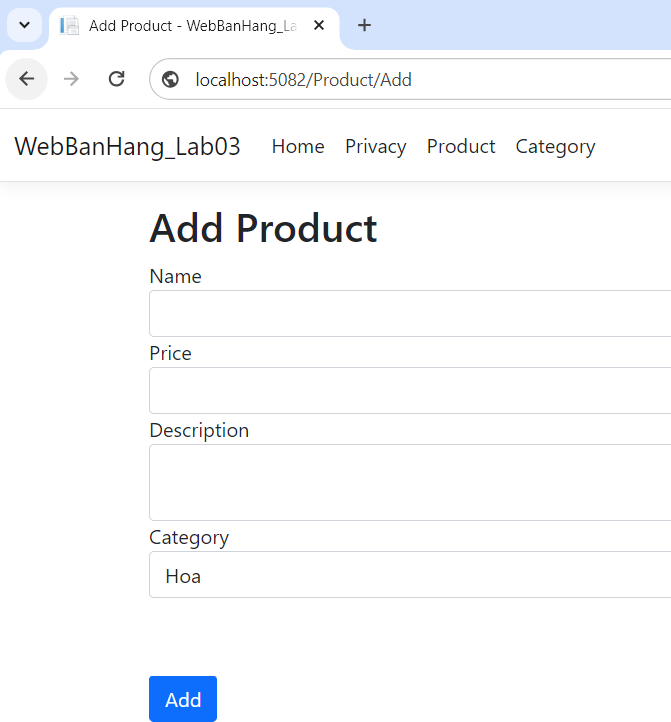 Add Product - WebBanHang_La
localhost:5082/Product/Add
WebBanHang_Lab03 Home Privacy Product Category
Add Product
Name
Price
Description
Category
Hoa
Add